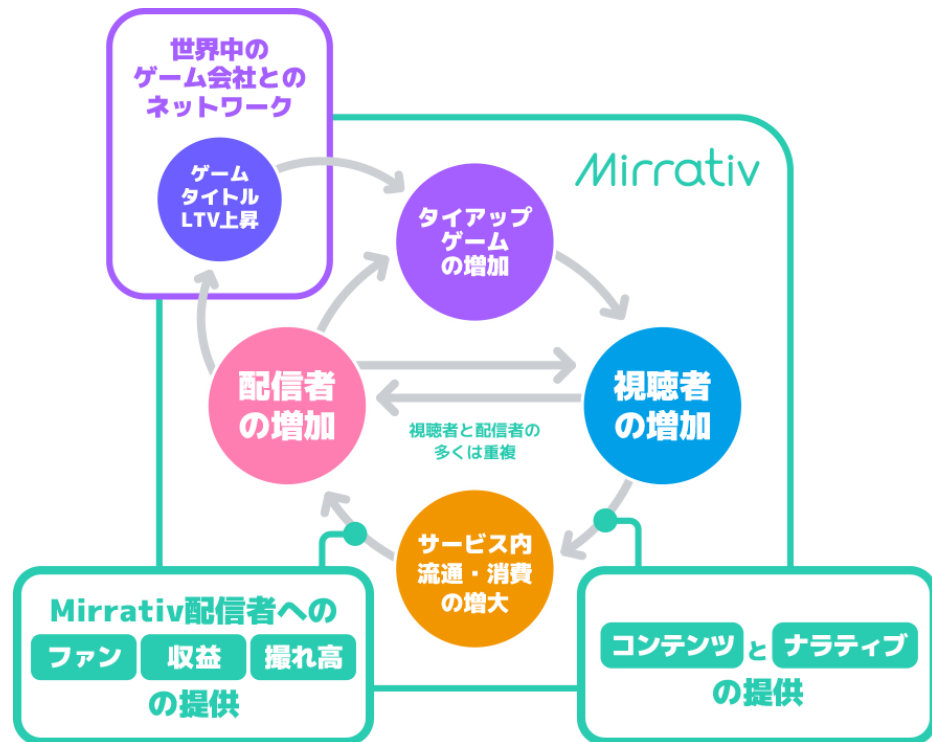 世界中の
ゲーム会社との
ネットワーク
ゲーム
タイトル
LTV上昇
Mirrativ
タイアップ
ゲーム
の増加
配信者
の増加
視聴者
の増加
視聴者と配信者の
多くは重複
サービス内
流通・消費
の増大
Mirrativ配信者への
ファン 収益 撮れ高
の提供
コンテンツ と ナラティブ
の提供